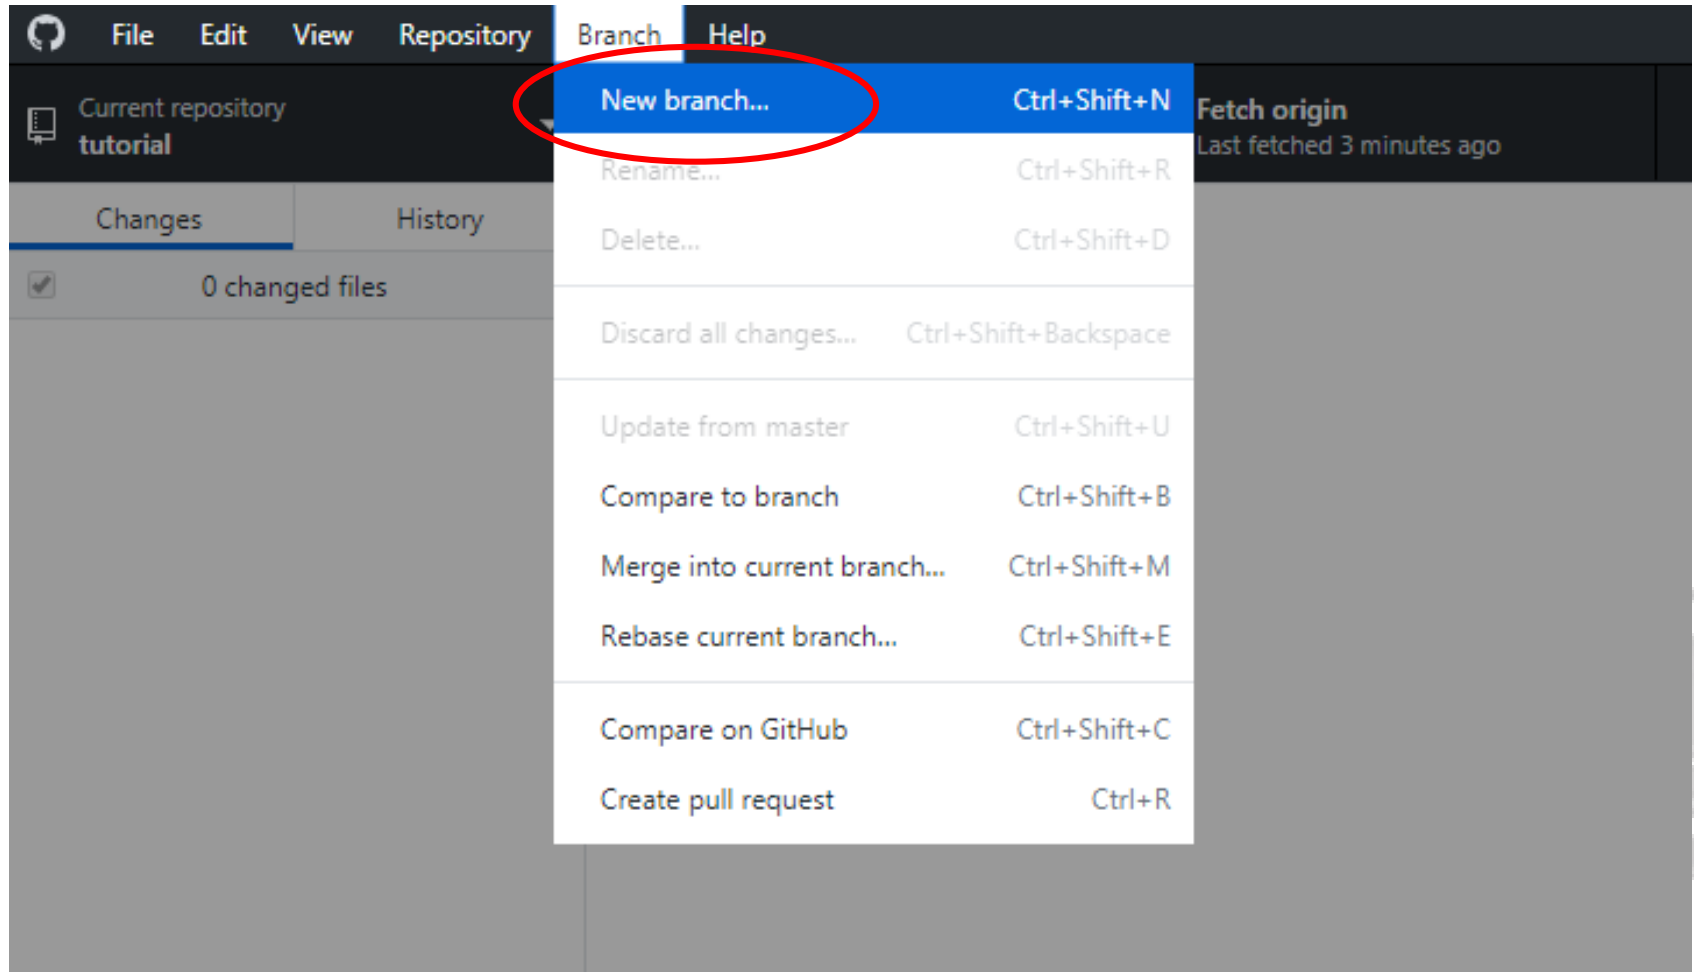 File Edit View Repository Branch Help
New branch... Ctrl+Shift+N
Current repository
tutorial
Fetch origin
Last fetched 3 minutes ago
Rename... Ctrl+Shift+R
Changes History
Delete... Ctrl+Shift+D
0 changed files
Discard all changes... Ctrl+Shift+Backspace
Update from master Ctrl+Shift+U
Compare to branch Ctrl+Shift+B
Merge into current branch... Ctrl+Shift+M
Rebase current branch... Ctrl+Shift+E
Compare on GitHub Ctrl+Shift+C
Create pull request Ctrl+R